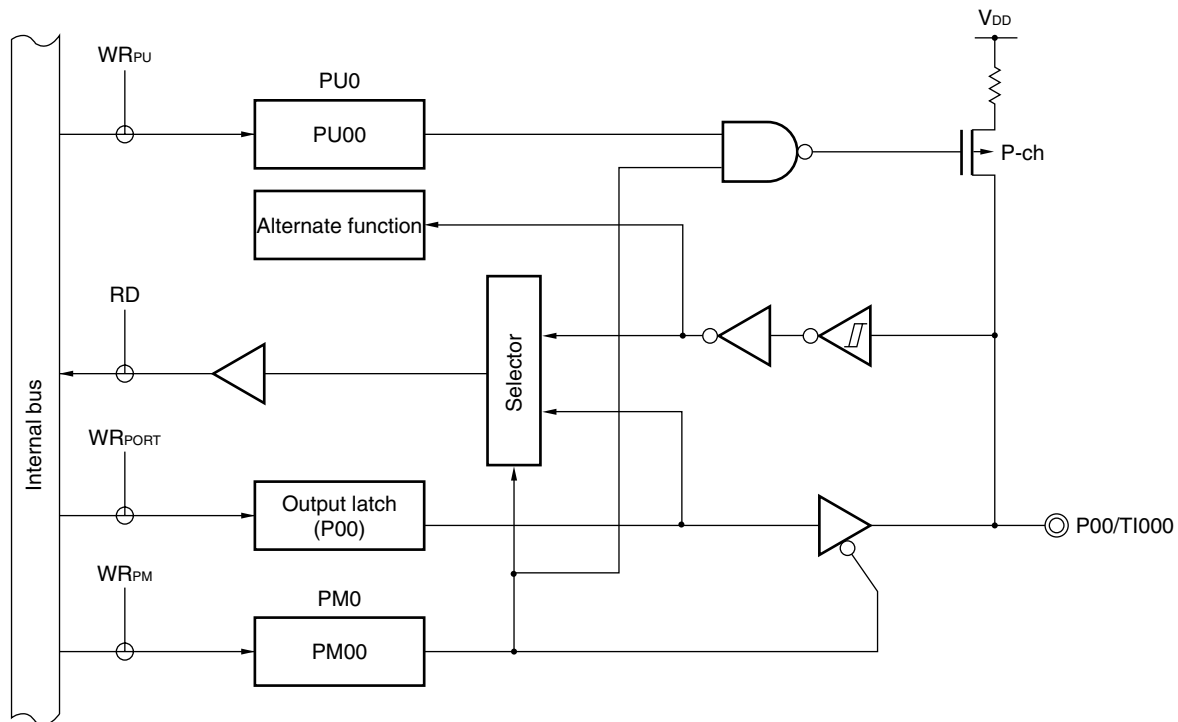 VDD
WRPU
PU0
PU00
P-ch
Alternate function
RD
Selector
Internal bus
WRPORT
Output latch
(P00)
P00/TI000
WRPM
PM0
PM00